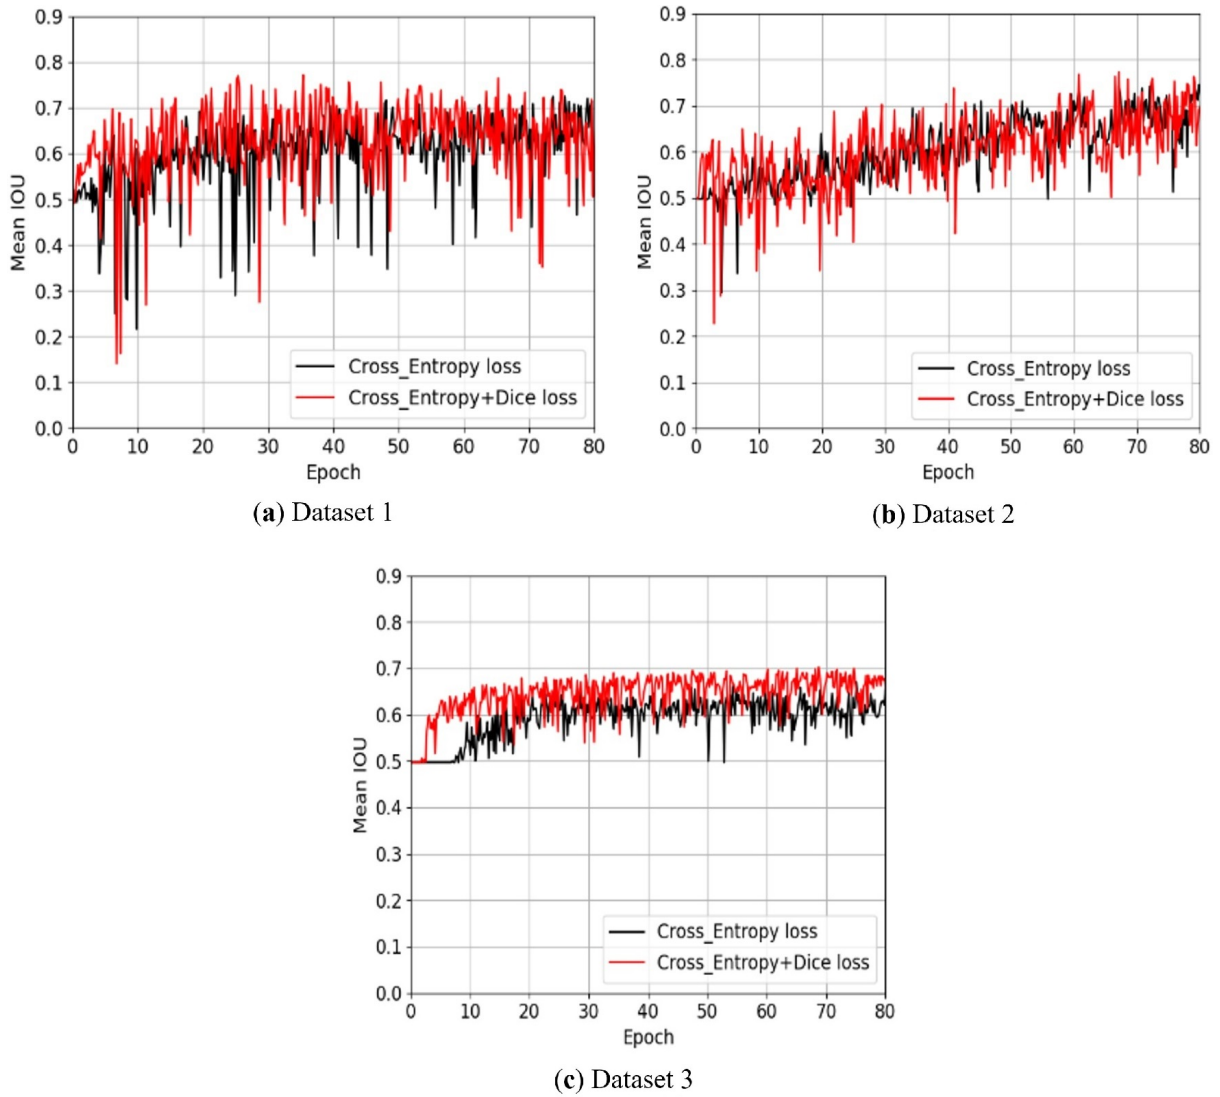 0.9
0.8
0.7
0.6
0.5
0.4
0.3
0.2
0.1
0.0
Mean IOU
Cross_Entropy loss
Cross_Entropy+Dice loss
0 10 20 30 40 50 60 70 80
Epoch
(a) Dataset 1
0.9
0.8
0.7
0.6
0.5
0.4
0.3
0.2
0.1
0.0
Mean IOU
Cross_Entropy loss
Cross_Entropy+Dice loss
0 10 20 30 40 50 60 70 80
Epoch
(b) Dataset 2
0.9
0.8
0.7
0.6
0.5
0.4
0.3
0.2
0.1
0.0
Mean IOU
Cross_Entropy loss
Cross_Entropy+Dice loss
0 10 20 30 40 50 60 70 80
Epoch
(c) Dataset 3